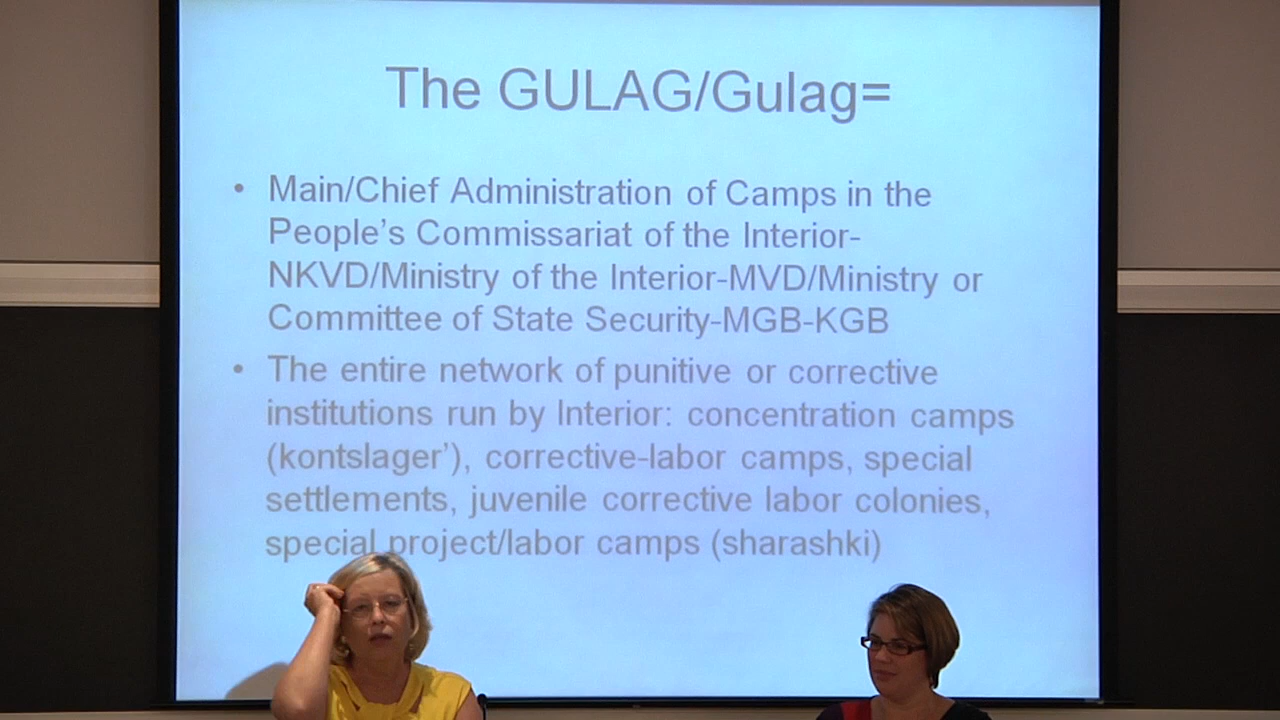 The GULAG/Gulag=
• Main/Chief Administration of Camps in the
People's Commissariat of the Interior-
NKVD/Ministry of the Interior-MVD/Ministry or
Committee of State Security-MGB-KGB
• The entire network of punitive or corrective
institutions run by Interior: concentration camps
(kontslager'), corrective-labor camps, special
settlements, juvenile corrective labor colonies,
special project/labor camps (sharashki)